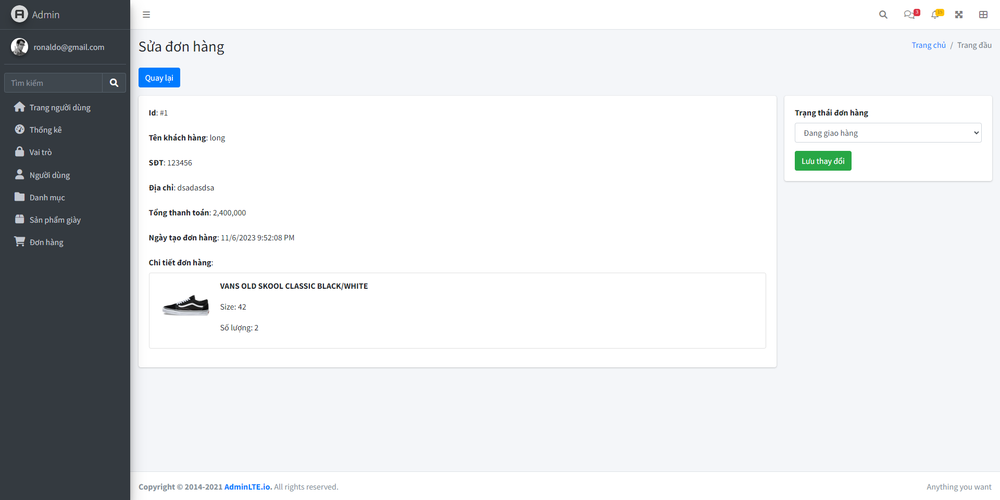 Admin
ronaldo@gmail.com
Tìm kiếm
Trang người dùng
Thống kê
Vai trò
Người dùng
Danh mục
Sản phẩm giày
Đơn hàng
3
15
Sửa đơn hàng
Trang chủ / Trang đầu
Quay lại
Id: #1
Tên khách hàng: long
SĐT: 123456
Địa chỉ: dsadasdsa
Tổng thanh toán: 2,400,000
Ngày tạo đơn hàng: 11/6/2023 9:52:08 PM
Chi tiết đơn hàng:
VANS OLD SKOOL CLASSIC BLACK/WHITE
Size: 42
Số lượng: 2
Trạng thái đơn hàng
Đang giao hàng
Lưu thay đổi
Copyright © 2014-2021 AdminLTE.io. All rights reserved.
Anything you want